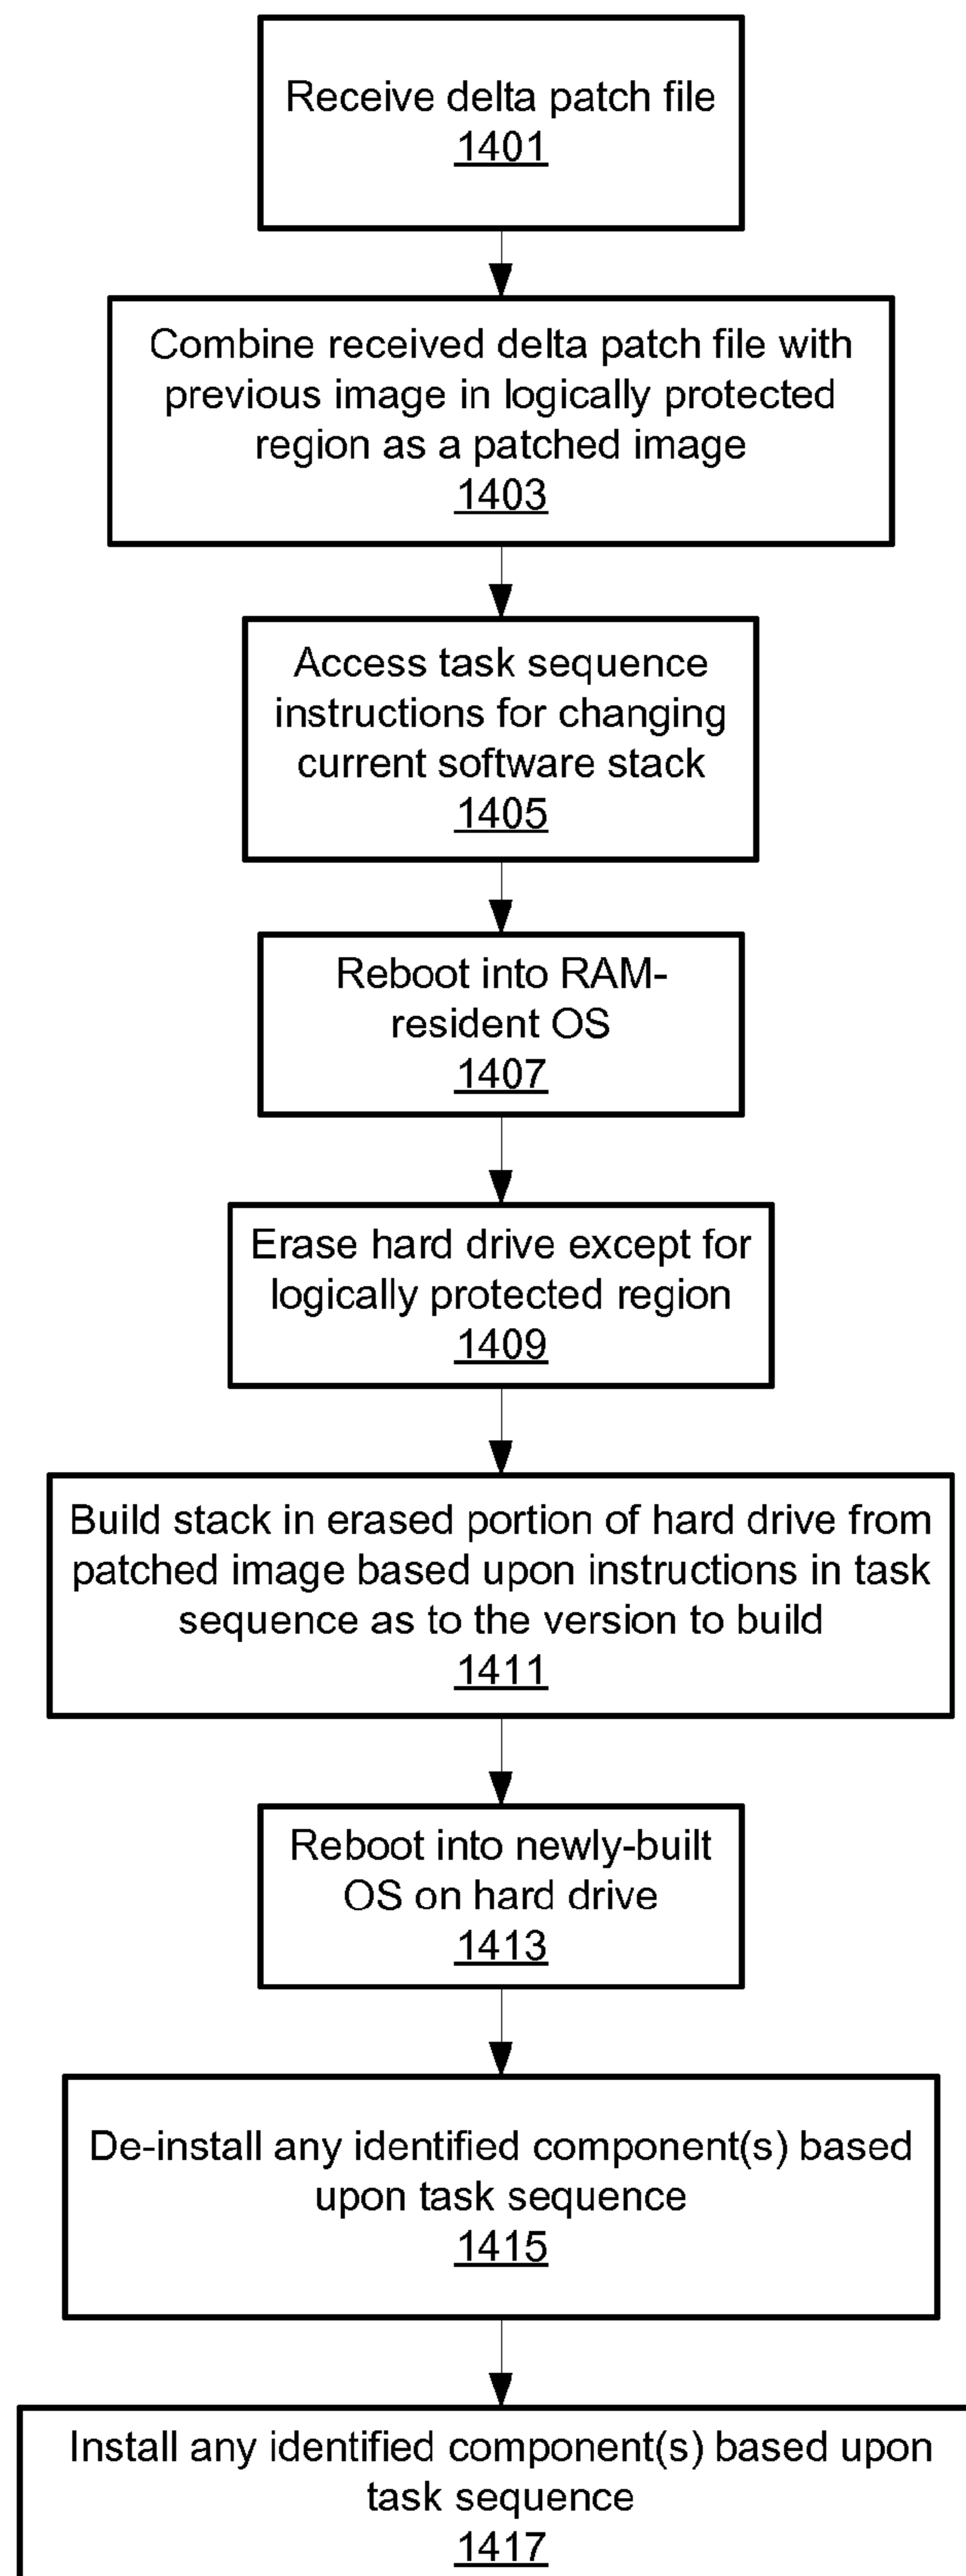 Receive delta patch file
1401
Combine received delta patch file with
previous image in logically protected
region as a patched image
1403
Access task sequence
instructions for changing
current software stack
1405
Reboot into RAM-
resident OS
1407
Erase hard drive except for
logically protected region
1409
Build stack in erased portion of hard drive from
patched image based upon instructions in task
sequence as to the version to build
1411
Reboot into newly-built
OS on hard drive
1413
De-install any identified component(s) based
upon task sequence
1415
Install any identified component(s) based upon
task sequence
1417